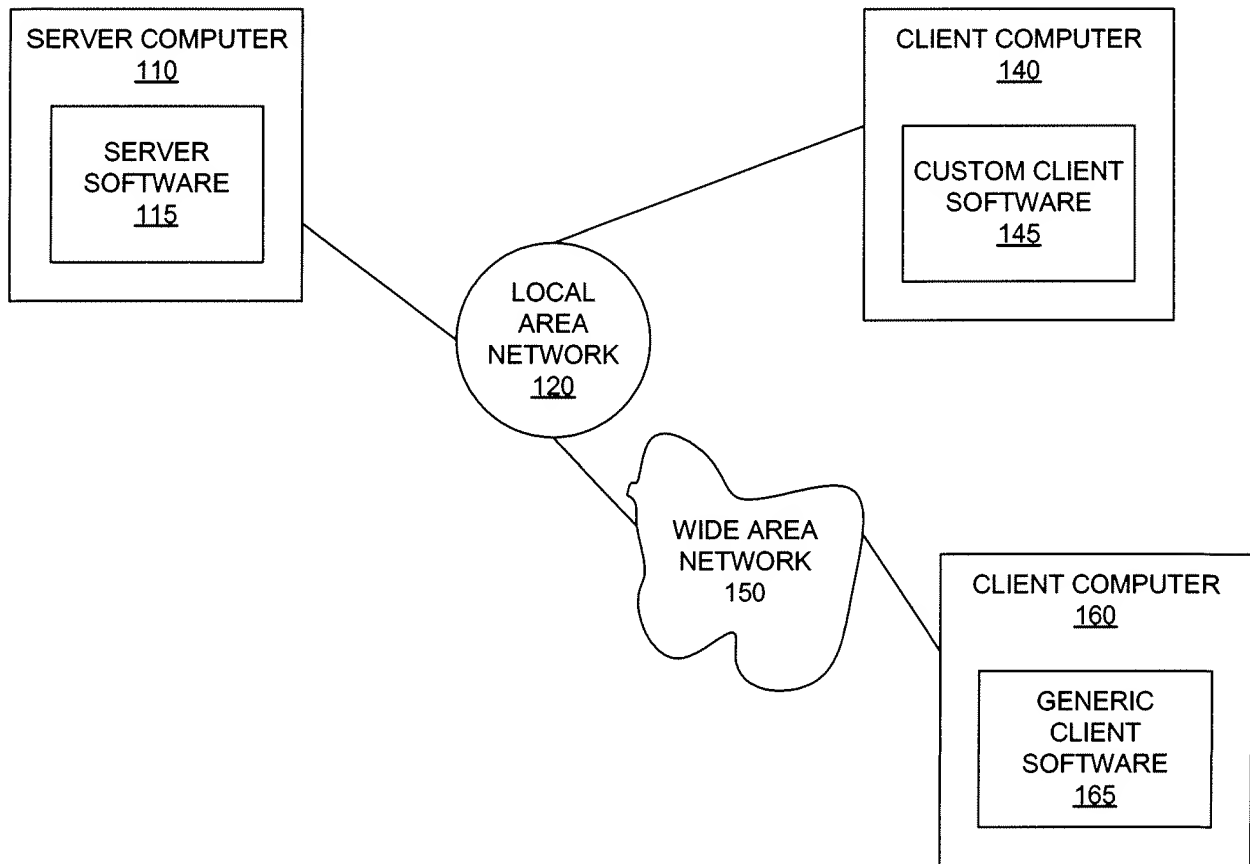 SERVER COMPUTER
110
SERVER
SOFTWARE
115
CLIENT COMPUTER
140
CUSTOM CLIENT
SOFTWARE
145
LOCAL
AREA
NETWORK
120
WIDE AREA
NETWORK
150
CLIENT COMPUTER
160
GENERIC
CLIENT
SOFTWARE
165